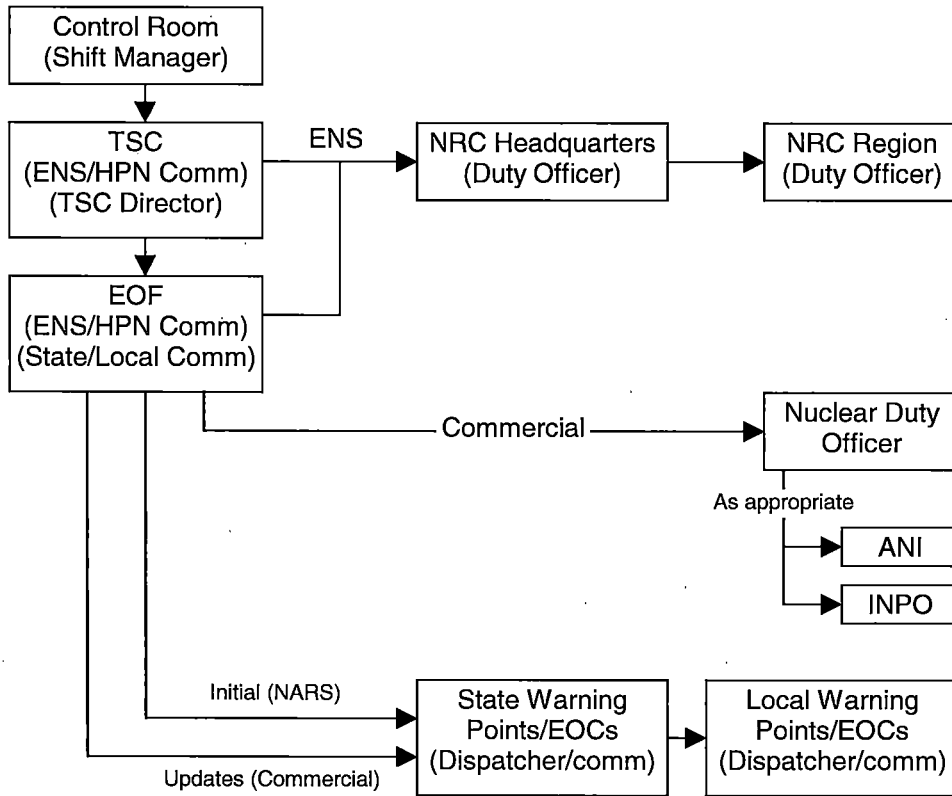 Control Room
(Shift Manager)
TSC
(ENS/HPN Comm)
(TSC Director)
ENS
NRC Headquarters
(Duty Officer)
NRC Region
(Duty Officer)
EOF
(ENS/HPN Comm)
(State/Local Comm)
Commercial
Nuclear Duty
Officer
As appropriate
ANI
INPO
Initial (NARS)
Updates (Commercial)
State Warning
Points/EOCs
(Dispatcher/comm)
Local Warning
Points/EOCs
(Dispatcher/comm)